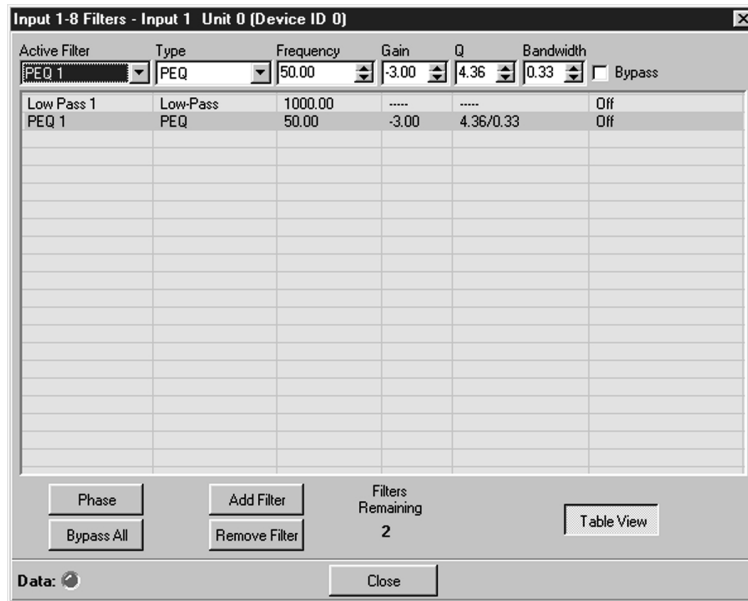 Input 1-8 Filters - Input 1 Unit 0 (Device ID 0)
Active Filter Type Frequency Gain Q Bandwidth
PEQ 1 PEQ 50.00 -3.00 4.36 0.33 Bypass
Low Pass 1 Low-Pass 1000.00 ----- ----- Off
PEQ 1 PEQ 50.00 -3.00 4.36/0.33 Off
Phase Add Filter Filters
Remaining
Bypass All Remove Filter 2 Table View
Data: Close